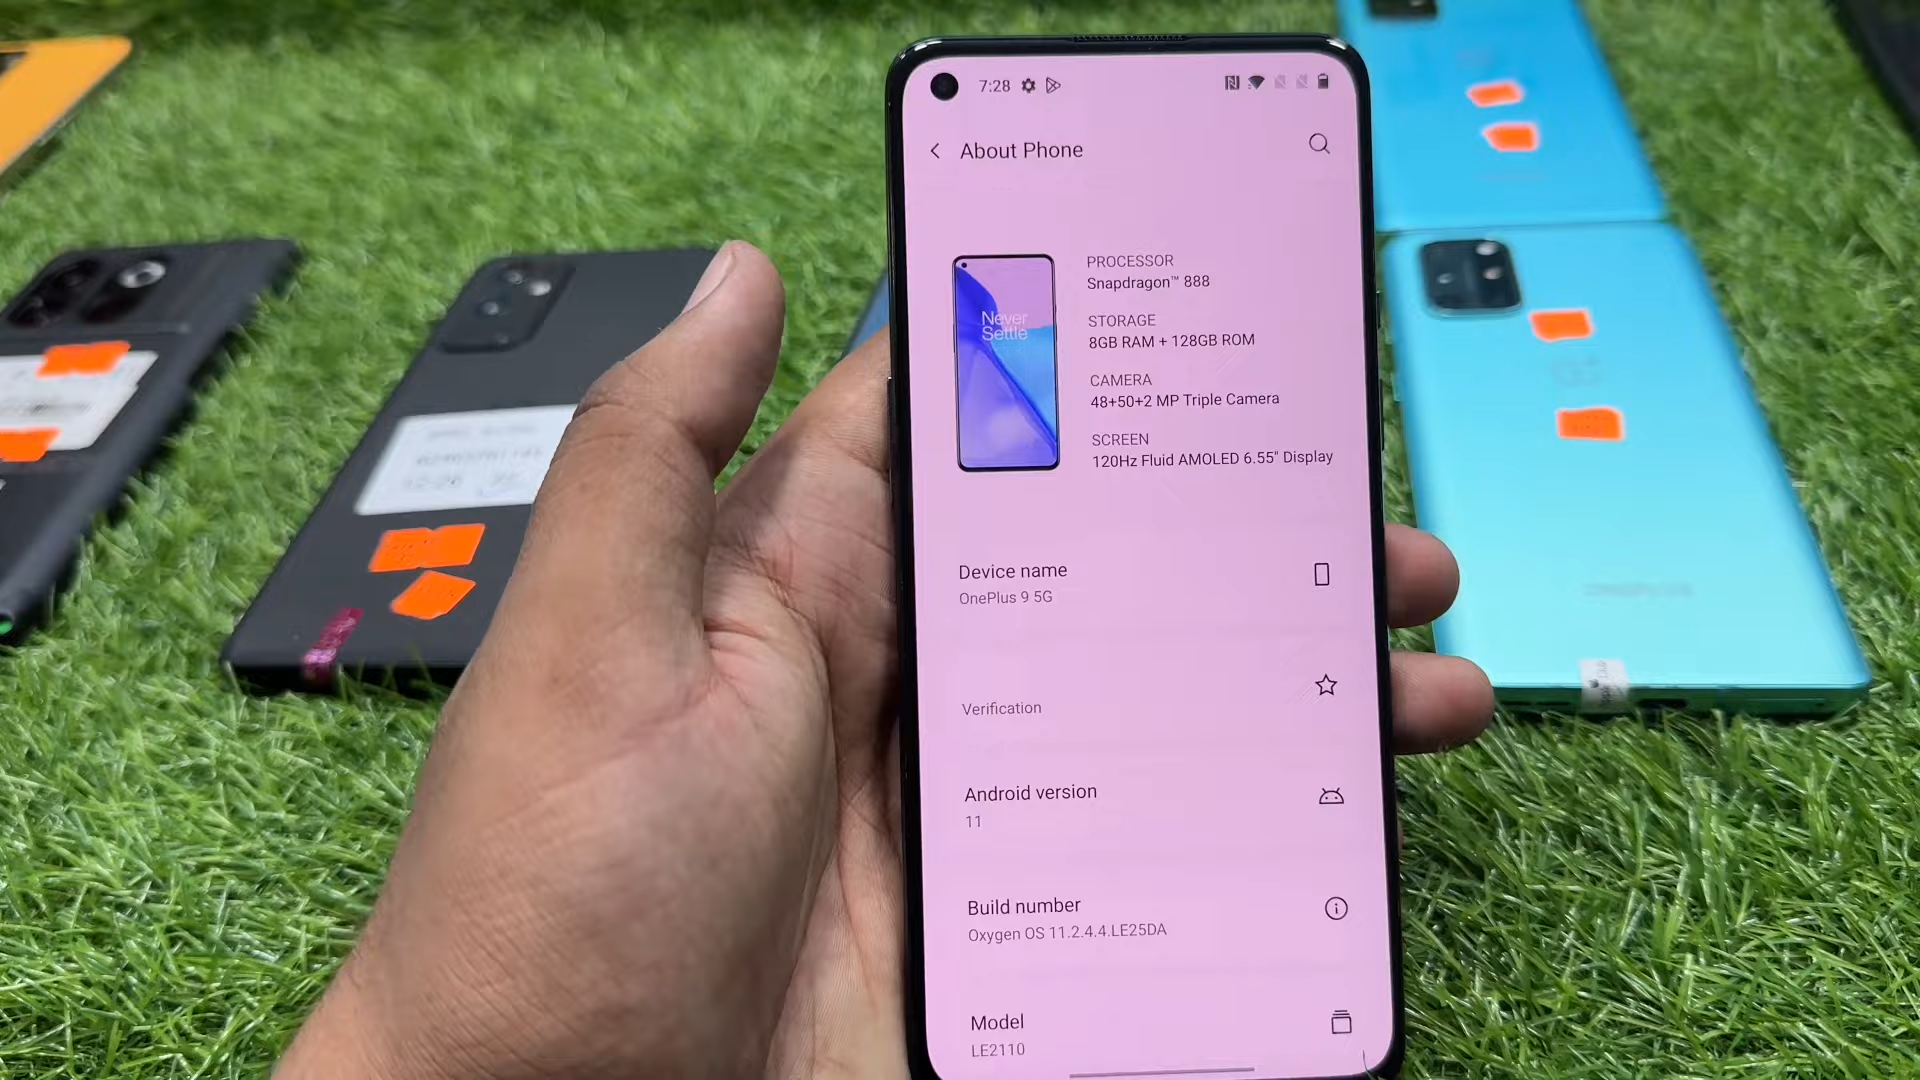 7:28
About Phone
Never
Settle
PROCESSOR
Snapdragon™ 888
STORAGE
8GB RAM + 128GB ROM
CAMERA
48+50+2 MP Triple Camera
SCREEN
120Hz Fluid AMOLED 6.55" Display
Device name
OnePlus 9 5G
Verification
Android version
11
Build number
Oxygen OS 11.2.4.4.LE25DA
Model
LE2110